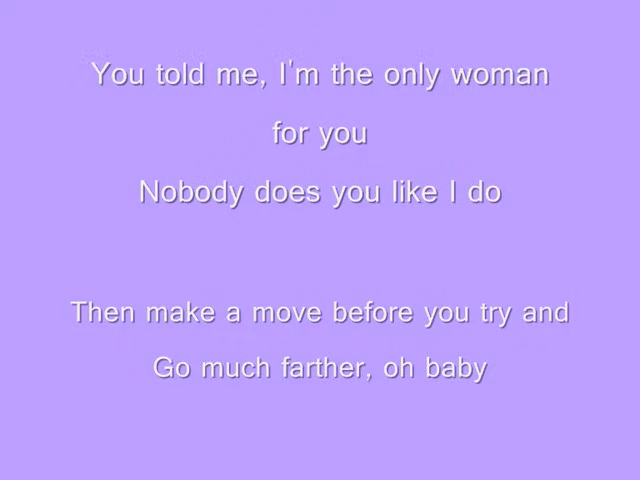 You told me, I'm the only woman
for you
Nobody does you like I do
Then make a move before you try and
Go much farther, oh baby